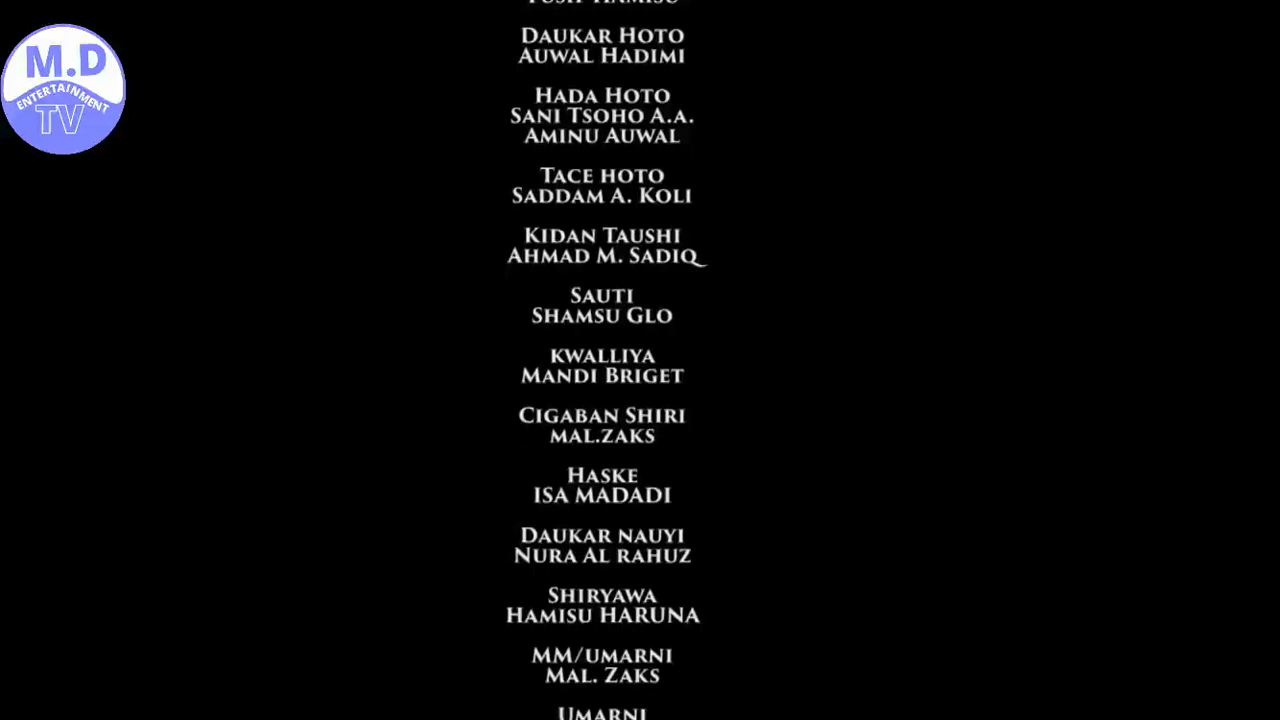 M.D
ENTERTAINMENT
TV
YUSIF HAMISU
DAUKAR HOTO
AUWAL HADIMI
HADA HOTO
SANI TSOHO A.A.
AMINU AUWAL
TACE HOTO
SADDAM A. KOLI
KIDAN TAUSHI
AHMAD M. SADIQ
SAUTI
SHAMSU GLO
KWALLIYA
MANDI BRIGET
CIGABAN SHIRI
MAL.ZAKS
HASKE
ISA MADADI
DAUKAR NAUYI
NURA AL RAHUZ
SHIRYAWA
HAMISU HARUNA
MM/UMARNI
MAL. ZAKS
UMARNI